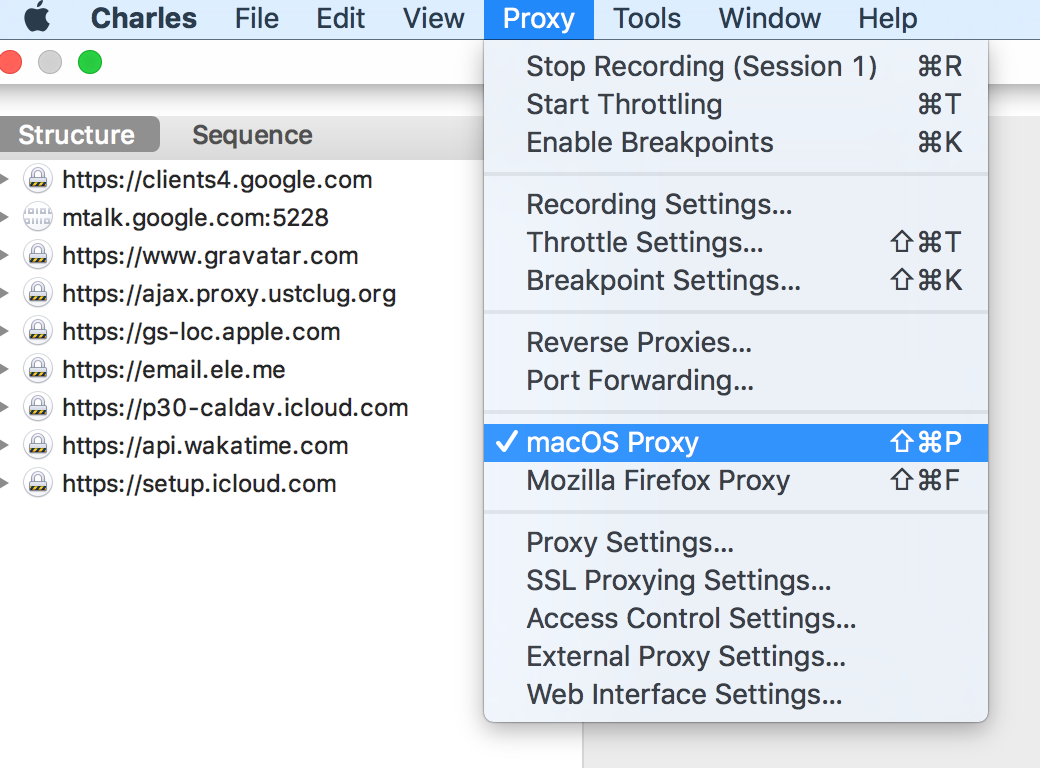 Charles File Edit View Proxy Tools Window Help
Structure Sequence
https://clients4.google.com
mtalk.google.com:5228
https://www.gravatar.com
https://ajax.proxy.ustclug.org
https://gs-loc.apple.com
https://email.ele.me
https://p30-caldav.icloud.com
https://api.wakatime.com
https://setup.icloud.com
Stop Recording (Session 1) ⌘R
Start Throttling ⌘T
Enable Breakpoints ⌘K
Recording Settings...
Throttle Settings... ⇧⌘T
Breakpoint Settings... ⇧⌘K
Reverse Proxies...
Port Forwarding...
✓ macOS Proxy ⇧⌘P
Mozilla Firefox Proxy ⇧⌘F
Proxy Settings...
SSL Proxying Settings...
Access Control Settings...
External Proxy Settings...
Web Interface Settings...